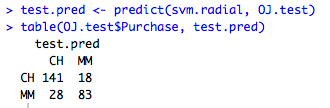 > test.pred <- predict(svm.radial, OJ.test)
> table(OJ.test$Purchase, test.pred)
    test.pred
      CH  MM
  CH 141  18
  MM  28  83